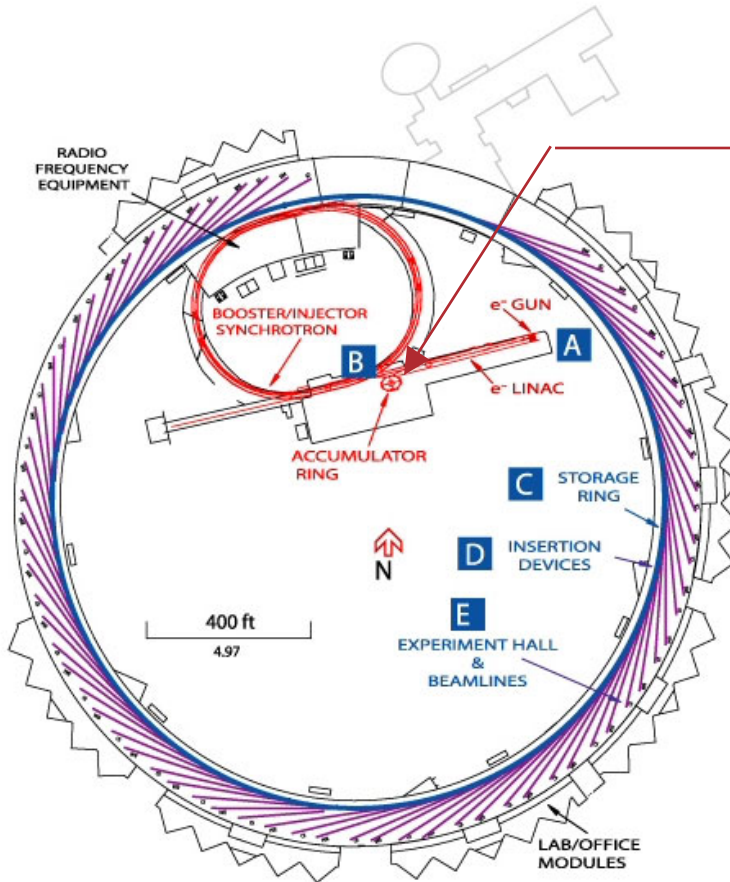 RADIO
FREQUENCY
EQUIPMENT
e⁻ GUN
A
BOOSTER/INJECTOR
SYNCHROTRON
B
e⁻ LINAC
ACCUMULATOR
RING
C
STORAGE
RING
N
D
INSERTION
DEVICES
400 ft
4.97
E
EXPERIMENT HALL
&
BEAMLINES
LAB/OFFICE
MODULES